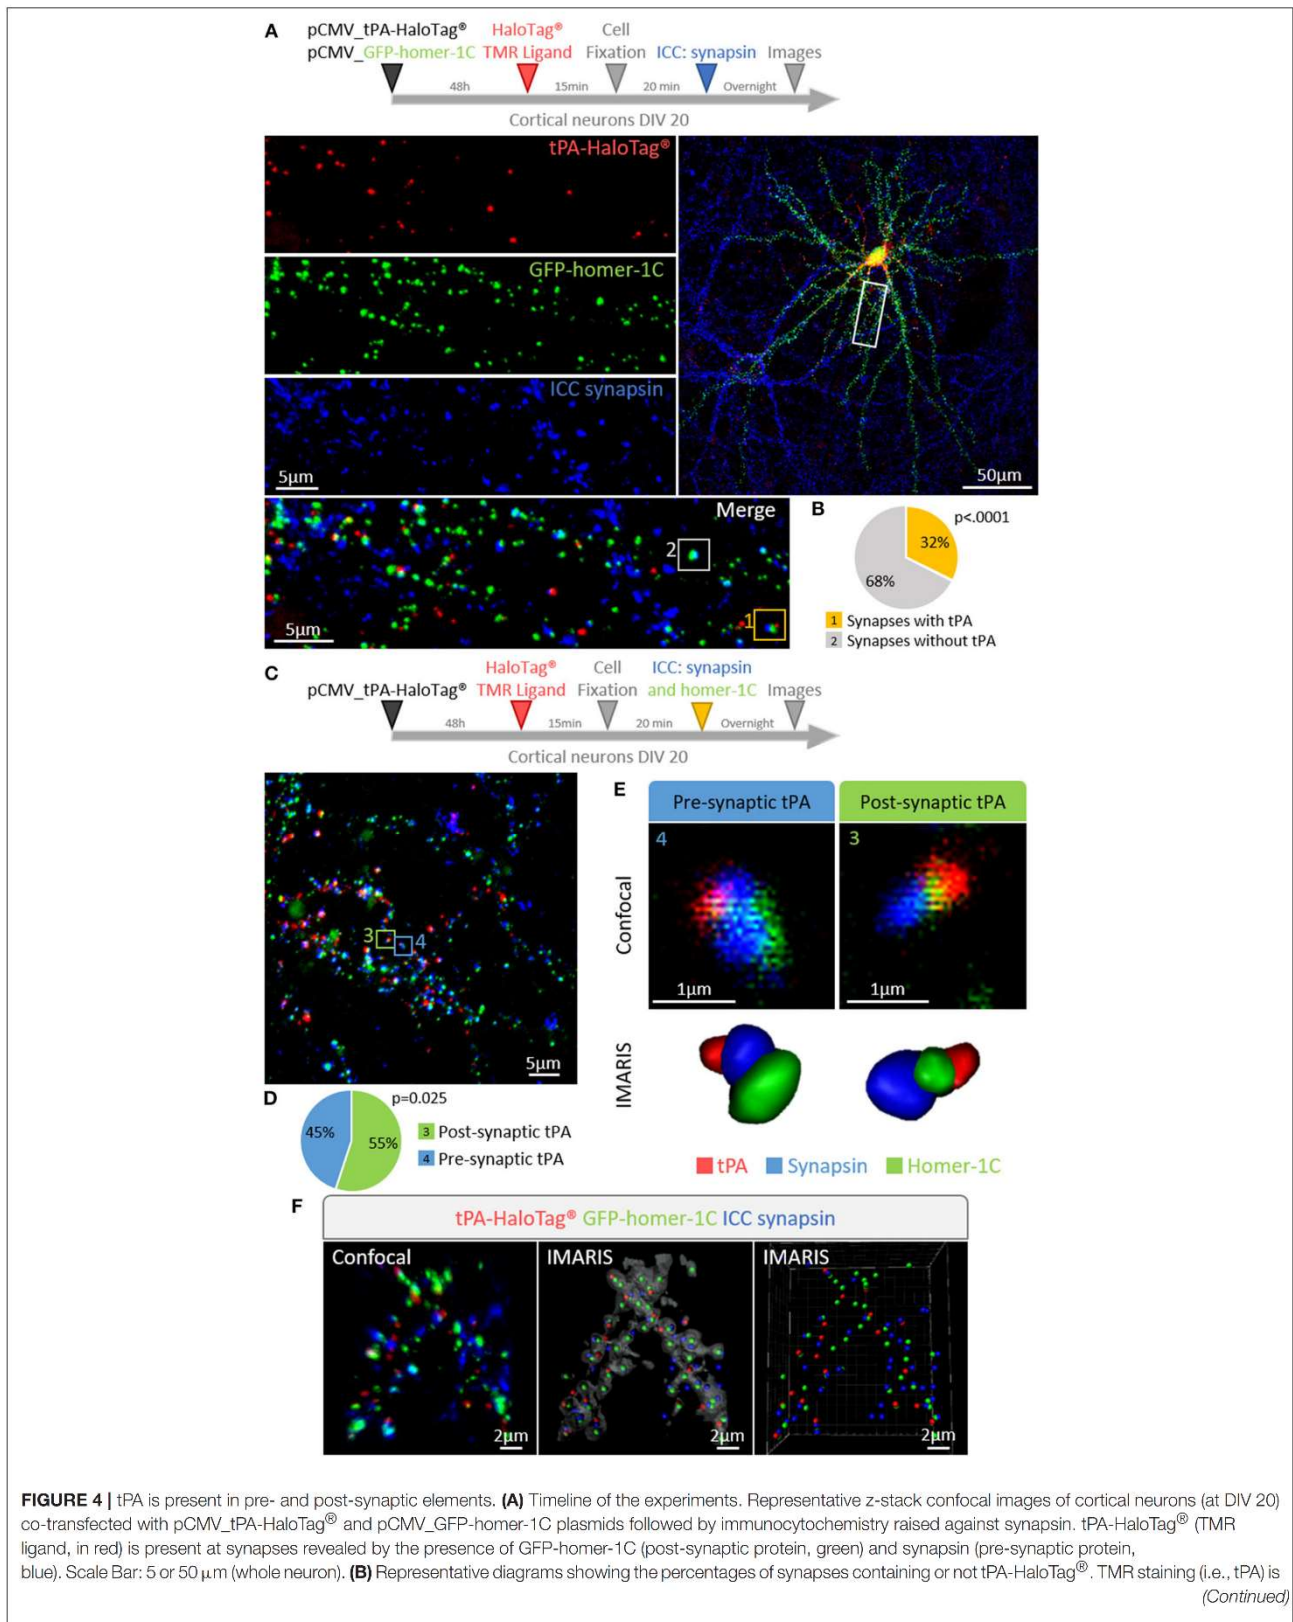 A
pCMV_tPA-HaloTag® HaloTag® Cell
pCMV_GFP-homer-1C TMR Ligand Fixation ICC: synapsin Images
48h 15min 20 min Overnight
Cortical neurons DIV 20
tPA-HaloTag®
GFP-homer-1C
ICC synapsin
5µm
50µm
Merge
2
1
5µm
B
p<.0001
32%
68%
1 Synapses with tPA
2 Synapses without tPA
C
HaloTag® Cell ICC: synapsin
pCMV_tPA-HaloTag® TMR Ligand Fixation and homer-1C Images
48h 15min 20 min Overnight
Cortical neurons DIV 20
3
4
5µm
D
p=0.025
45%
55%
3 Post-synaptic tPA
4 Pre-synaptic tPA
E
Pre-synaptic tPA Post-synaptic tPA
Confocal
4
3
1µm
1µm
IMARIS
tPA Synapsin Homer-1C
F
tPA-HaloTag® GFP-homer-1C ICC synapsin
Confocal IMARIS IMARIS
2µm 2µm 2µm
FIGURE 4 | tPA is present in pre- and post-synaptic elements. (A) Timeline of the experiments. Representative z-stack confocal images of cortical neurons (at DIV 20)
co-transfected with pCMV_tPA-HaloTag® and pCMV_GFP-homer-1C plasmids followed by immunocytochemistry raised against synapsin. tPA-HaloTag® (TMR
ligand, in red) is present at synapses revealed by the presence of GFP-homer-1C (post-synaptic protein, green) and synapsin (pre-synaptic protein,
blue). Scale Bar: 5 or 50 µm (whole neuron). (B) Representative diagrams showing the percentages of synapses containing or not tPA-HaloTag®. TMR staining (i.e., tPA) is
(Continued)